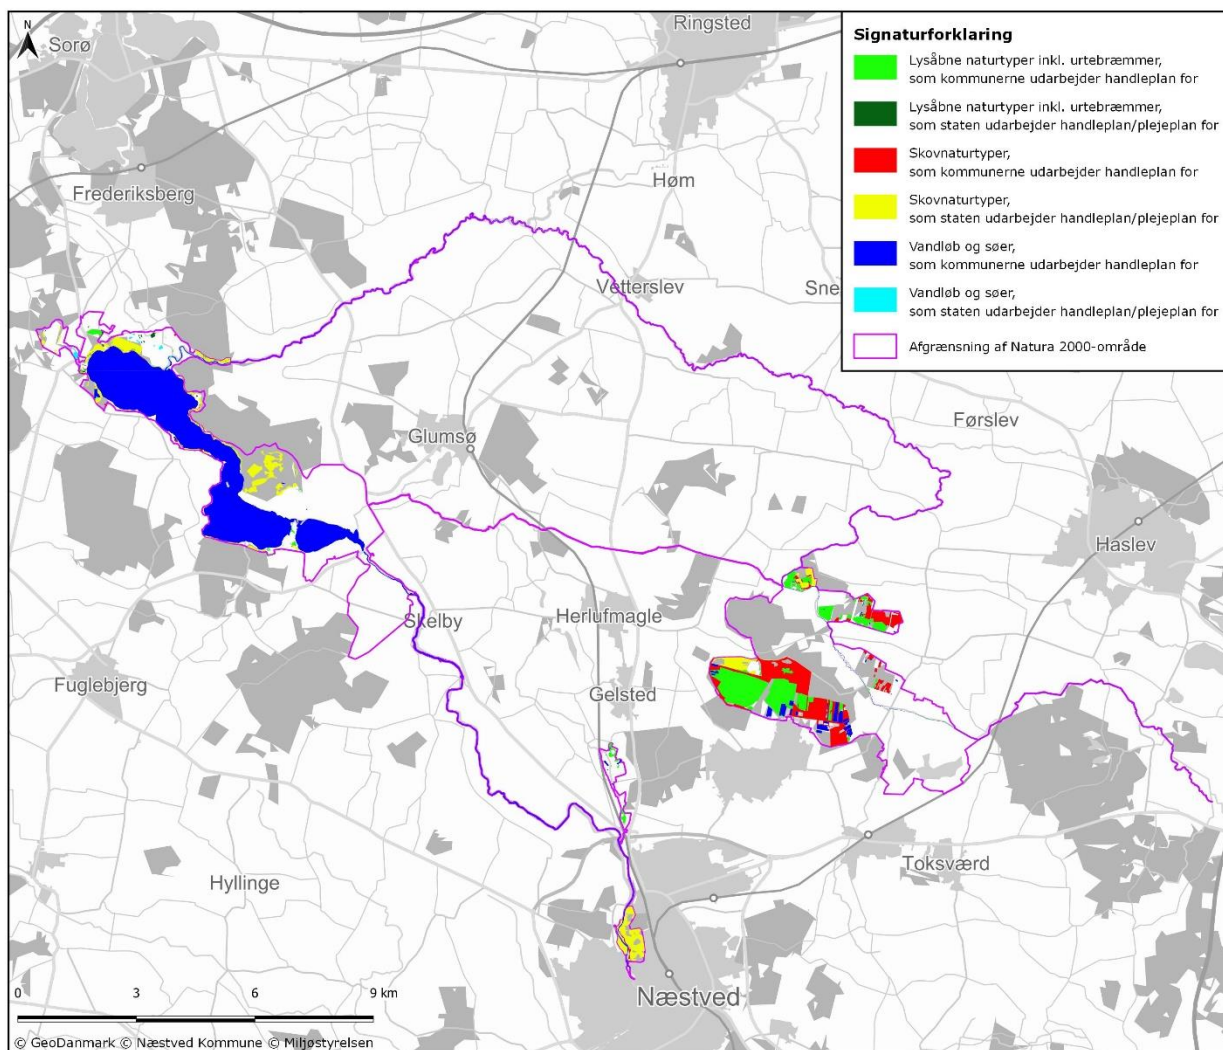 N
Sorø
Ringsted
Frederiksberg
Høm
Vetterslev
Sne
Glumsø
Førslev
Haslev
Skelby
Herlufmagle
Fuglebjerg
Gelsted
Hyllinge
Toksværd
Næstved
Signaturforklaring
Lysåbne naturtyper inkl. urtebræmmer,
som kommunerne udarbejder handleplan for
Lysåbne naturtyper inkl. urtebræmmer,
som staten udarbejder handleplan/plejeplan for
Skovnaturtyper,
som kommunerne udarbejder handleplan for
Skovnaturtyper,
som staten udarbejder handleplan/plejeplan for
Vandløb og søer,
som kommunerne udarbejder handleplan for
Vandløb og søer,
som staten udarbejder handleplan/plejeplan for
Afgrænsning af Natura 2000-område
0 3 6 9 km
© GeoDanmark © Næstved Kommune © Miljøstyrelsen